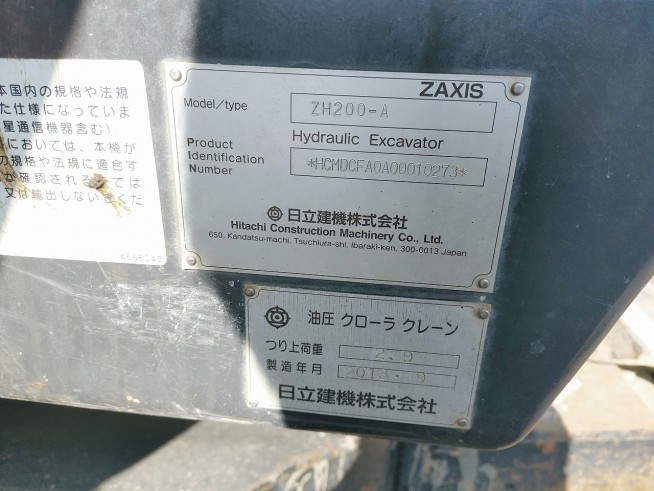 本国内の規格や法規
た仕様になっていま
星通信機器含む)
においては、本機が
の規格や法規に適合す
が確認される ては
又は輸出しない くだ
ZAXIS
Model/type ZH200-A
Hydraulic Excavator
Product
Identification
Number *HCMDCFA0A00010273*
日立建機株式会社
Hitachi Construction Machinery Co., Ltd.
650, Kandatsu-machi, Tsuchiura-shi, Ibaraki-ken, 300-0013 Japan
油圧 クローラ クレーン
つり上荷重 2.9
製造年月 2013. 9
日立建機株式会社